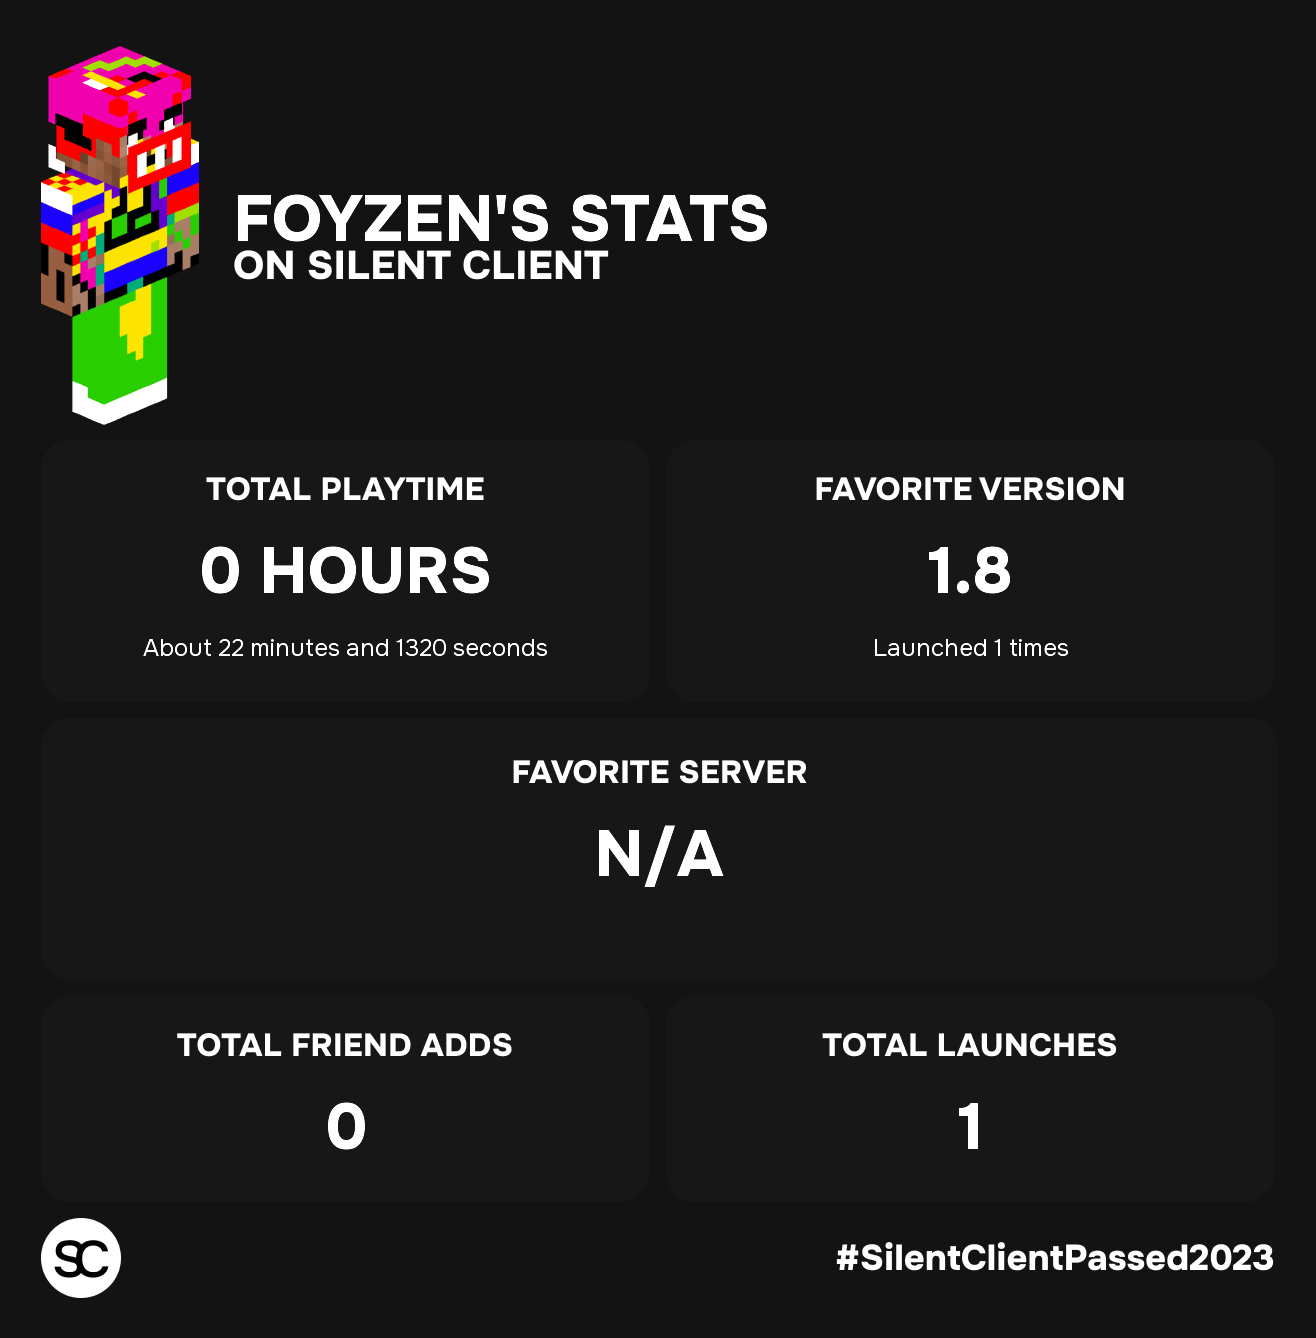 FOYZEN'S STATS
ON SILENT CLIENT
TOTAL PLAYTIME
0 HOURS
About 22 minutes and 1320 seconds
FAVORITE VERSION
1.8
Launched 1 times
FAVORITE SERVER
N/A
TOTAL FRIEND ADDS
0
TOTAL LAUNCHES
1
SC
#SilentClientPassed2023